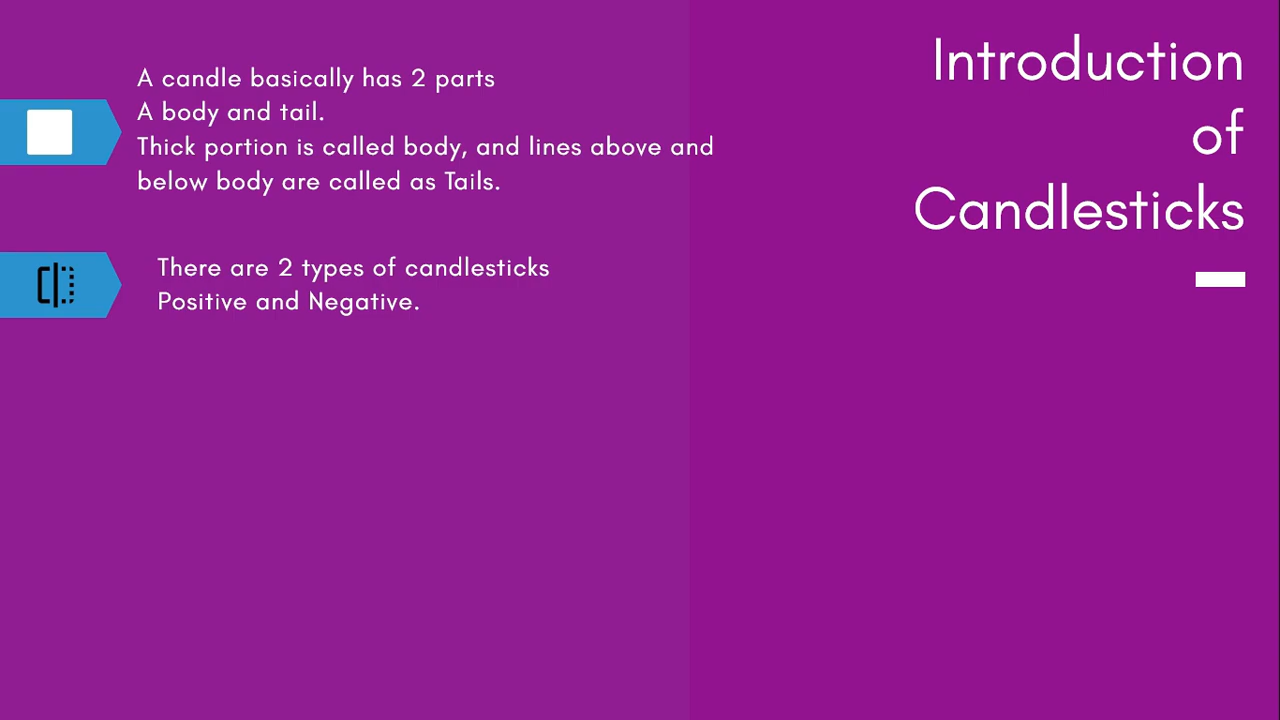 Introduction
of
Candlesticks
A candle basically has 2 parts
A body and tail.
Thick portion is called body, and lines above and
below body are called as Tails.
There are 2 types of candlesticks
Positive and Negative.